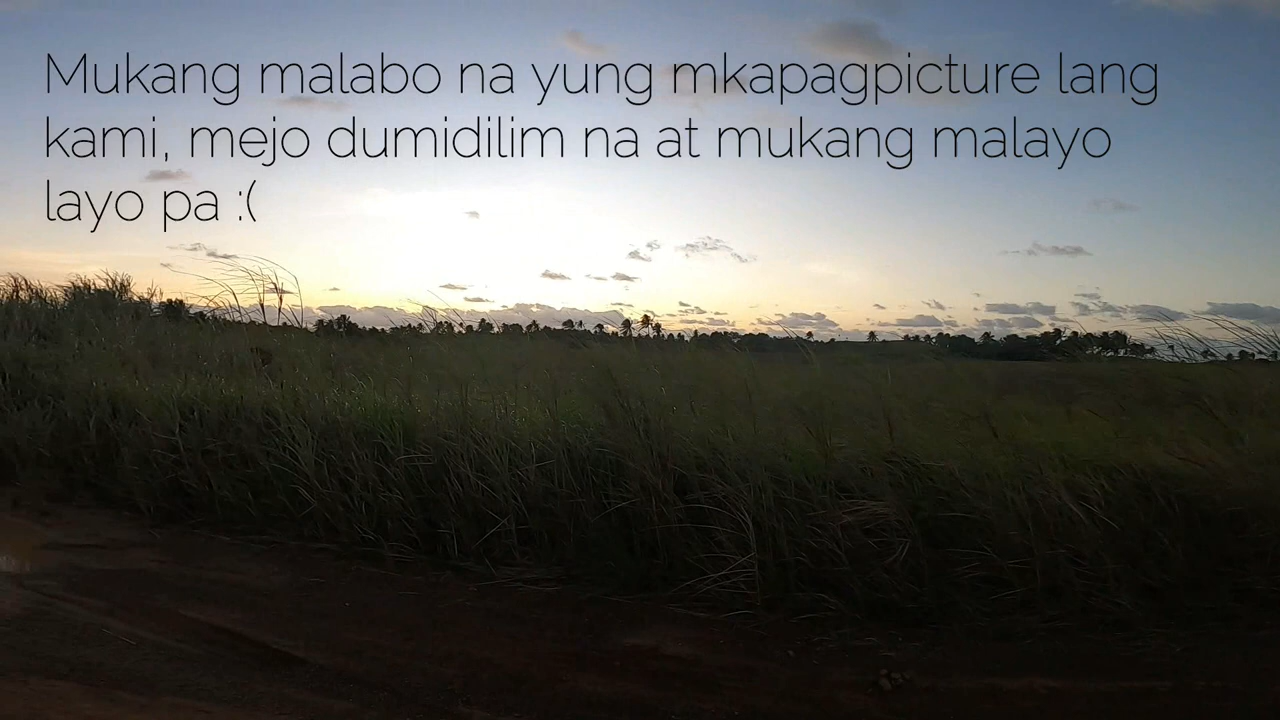 Mukang malabo na yung mkapagpicture lang
kami, mejo dumidilim na at mukang malayo
layo pa :(